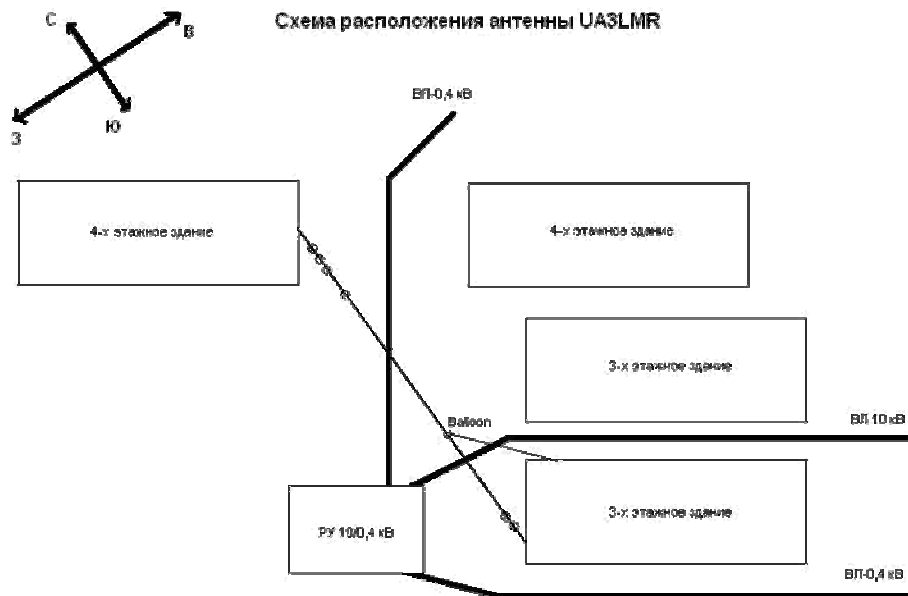 Схема расположения антенны UA3LMR
С
В
З
Ю
ВЛ-0,4 кВ
4-х этажное здание
4-х этажное здание
3-х этажное здание
Balloon
ВЛ 10 кВ
3-х этажное здание
РУ 10/0,4 кВ
ВЛ-0,4 кВ